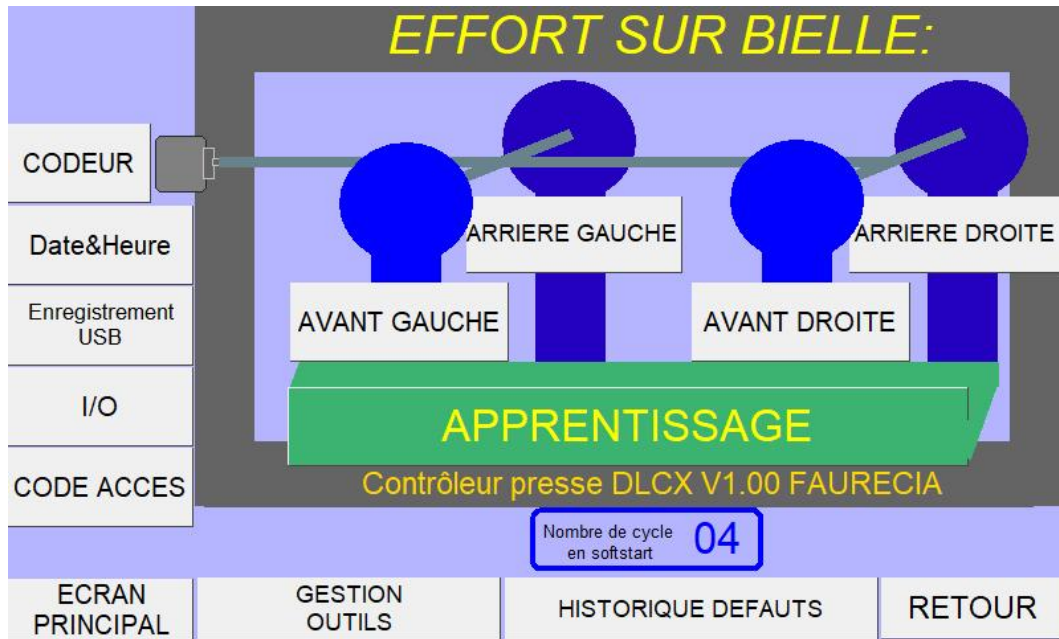 EFFORT SUR BIELLE:
CODEUR
Date&Heure
ARRIERE GAUCHE
ARRIERE DROITE
Enregistrement
USB
AVANT GAUCHE
AVANT DROITE
I/O
APPRENTISSAGE
CODE ACCES
Contrôleur presse DLCX V1.00 FAURECIA
Nombre de cycle
en softstart
04
ECRAN
PRINCIPAL
GESTION
OUTILS
HISTORIQUE DEFAUTS
RETOUR